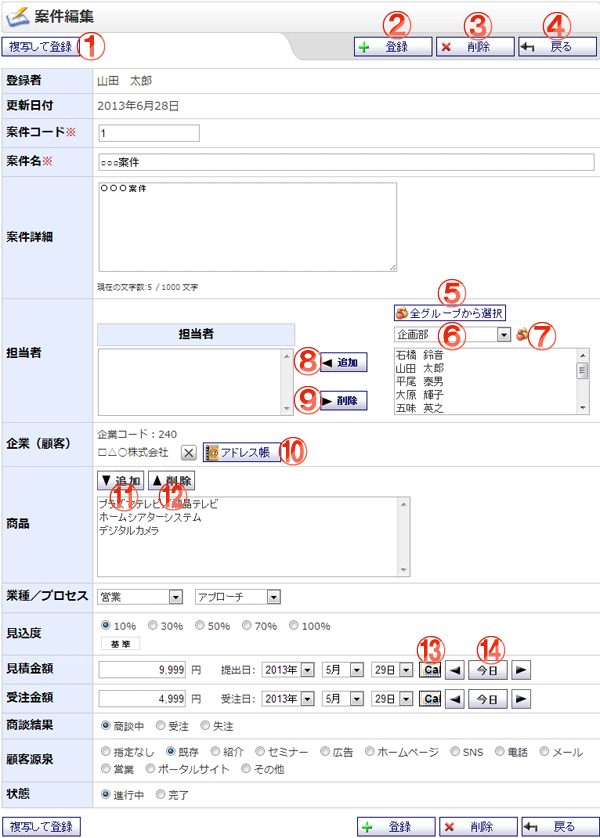 案件編集
複写して登録 ① ② 登録 ③ 削除 ④ 戻る
登録者 山田 太郎
更新日付 2013年6月28日
案件コード※ 1
案件名※ ○○○案件
案件詳細 ○○○案件
現在の文字数:5 / 1000 文字
⑤
全グループから選択
企画部 ⑥ ⑦
担当者 担当者
⑧ ◀ 追加
⑨ ▶ 削除
石橋 鈴音
山田 太郎
平尾 泰男
大原 輝子
五味 英之
企業（顧客） 企業コード：240
□△○株式会社 アドレス帳 ⑩
商品 ▼ 追加 ⑪ ▲ 削除 ⑫
プラズマテレビ／液晶テレビ
ホームシアターシステム
デジタルカメラ
業種／プロセス 営業 アプローチ
見込度 10% 30% 50% 70% 100%
基準
⑬ ⑭
見積金額 9,999 円 提出日: 2013年 5月 29日 Cal ◀ 今日 ▶
受注金額 4,999 円 受注日: 2013年 5月 29日 Cal ◀ 今日 ▶
商談結果 商談中 受注 失注
顧客源泉 指定なし 既存 紹介 セミナー 広告 ホームページ SNS 電話 メール
営業 ポータルサイト その他
状態 進行中 完了
複写して登録 登録 削除 戻る